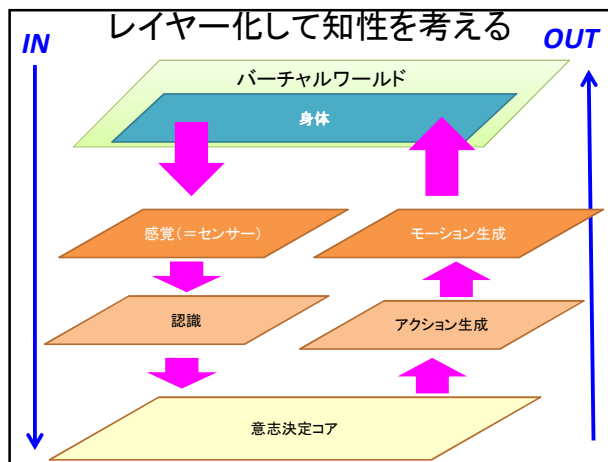 レイヤー化して知性を考える
IN
OUT
バーチャルワールド
身体
感覚(=センサー)
モーション生成
認識
アクション生成
意志決定コア